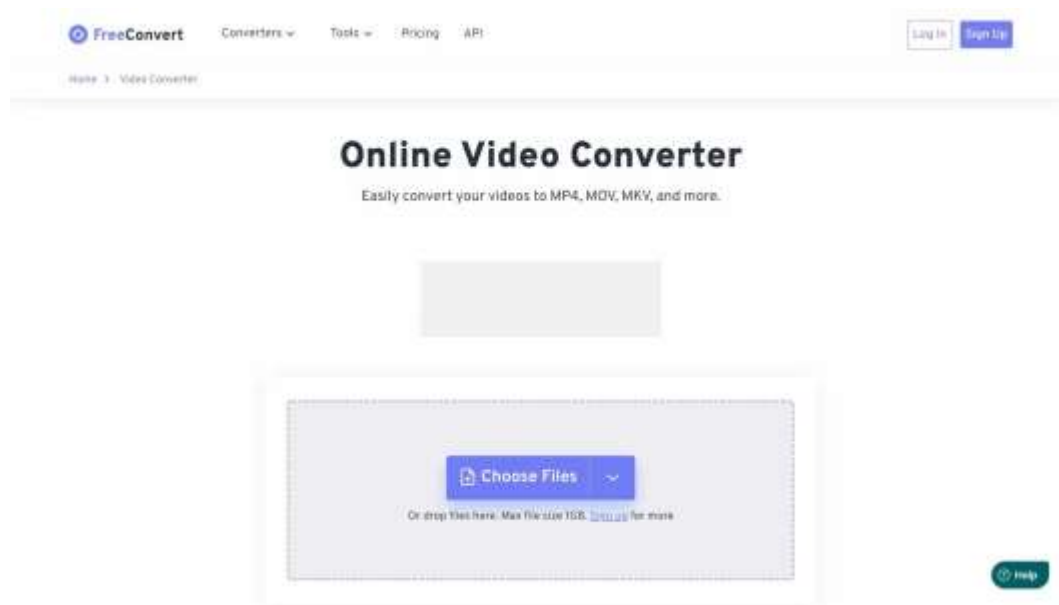 FreeConvert Converters Tools Pricing API Log In Sign Up
Home > Video Converter
Online Video Converter
Easily convert your videos to MP4, MOV, MKV, and more.
Choose Files
Or drop files here. Max file size 1GB. Sign up for more
Help